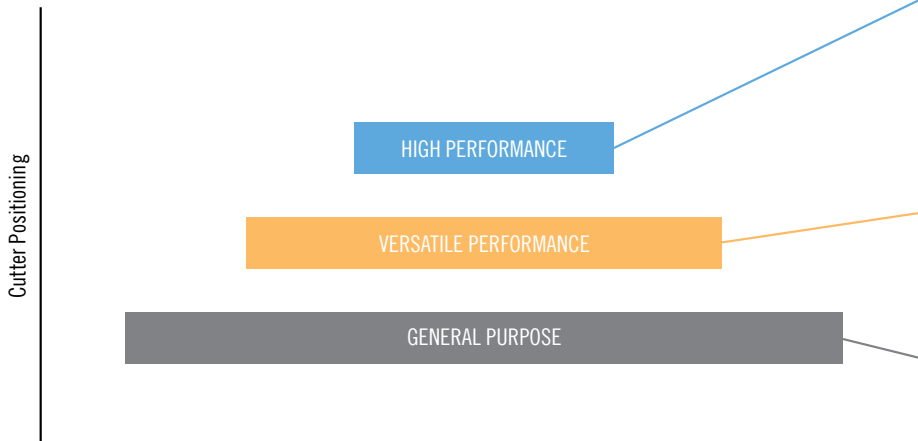 Cutter Positioning
HIGH PERFORMANCE
VERSATILE PERFORMANCE
GENERAL PURPOSE